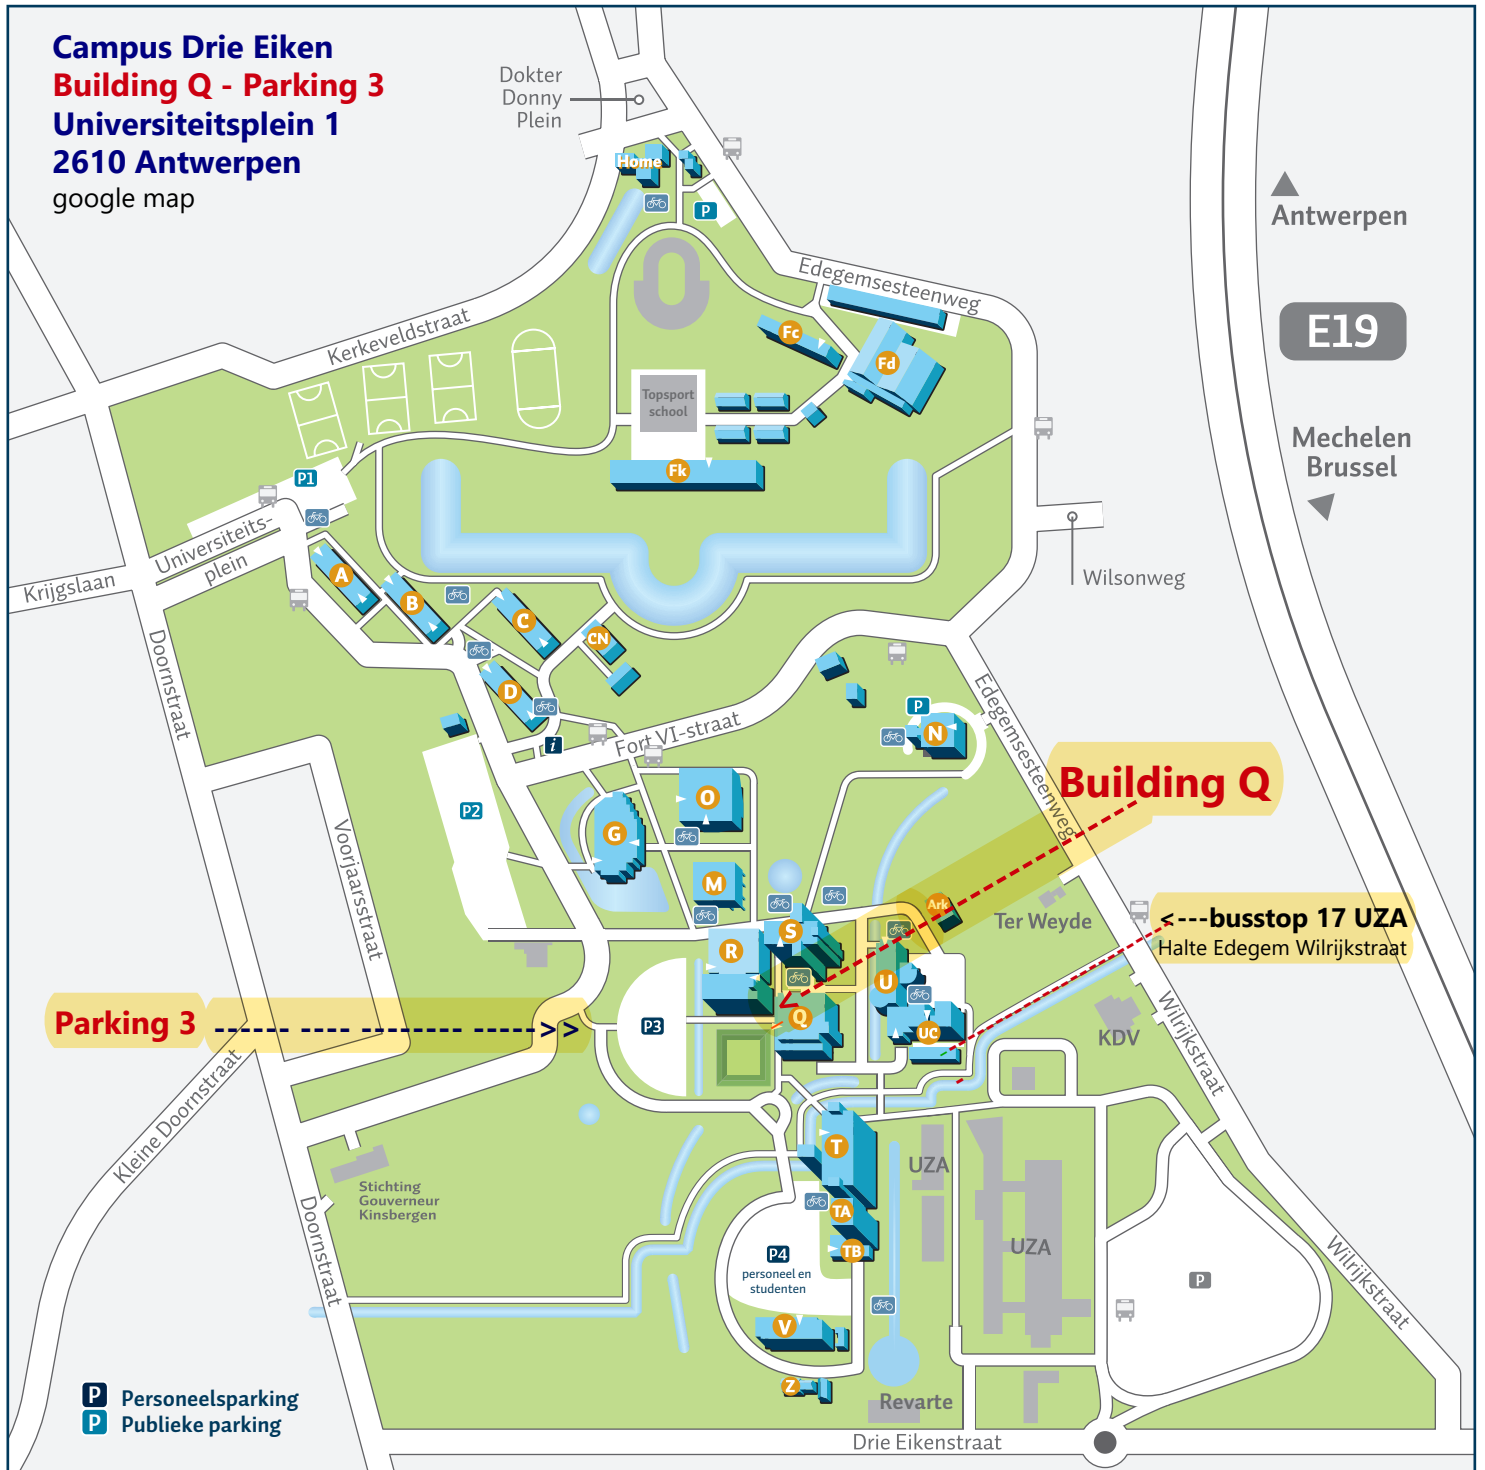 Campus Drie Eiken
Building Q - Parking 3
Universiteitsplein 1
2610 Antwerpen
google map
Dokter
Donny
Plein
Home
P
Antwerpen
E19
Mechelen
Brussel
Edegemsesteenweg
Kerkeveldstraat
Fc
Fd
Topsport
school
Fk
P1
Universiteits-
plein
Krijgslaan
Wilsonweg
A
B
C
CN
D
Doornstraat
i
Fort VI-straat
P
N
Edegemsesteenweg
Building Q
P2
O
G
M
Voorjaarsstraat
Ark
Ter Weyde
<---busstop 17 UZA
Halte Edegem Wilrijkstraat
S
R
U
Q
UC
KDV
Wilrijkstraat
Parking 3 ------ ---- --------- ----->>
P3
Kleine Doornstraat
Stichting
Gouverneur
Kinsbergen
Doornstraat
T
UZA
TA
TB
UZA
P4
personeel en
studenten
P
Wilrijkstraat
V
Z
Revarte
Drie Eikenstraat
P Personeelsparking
P Publieke parking